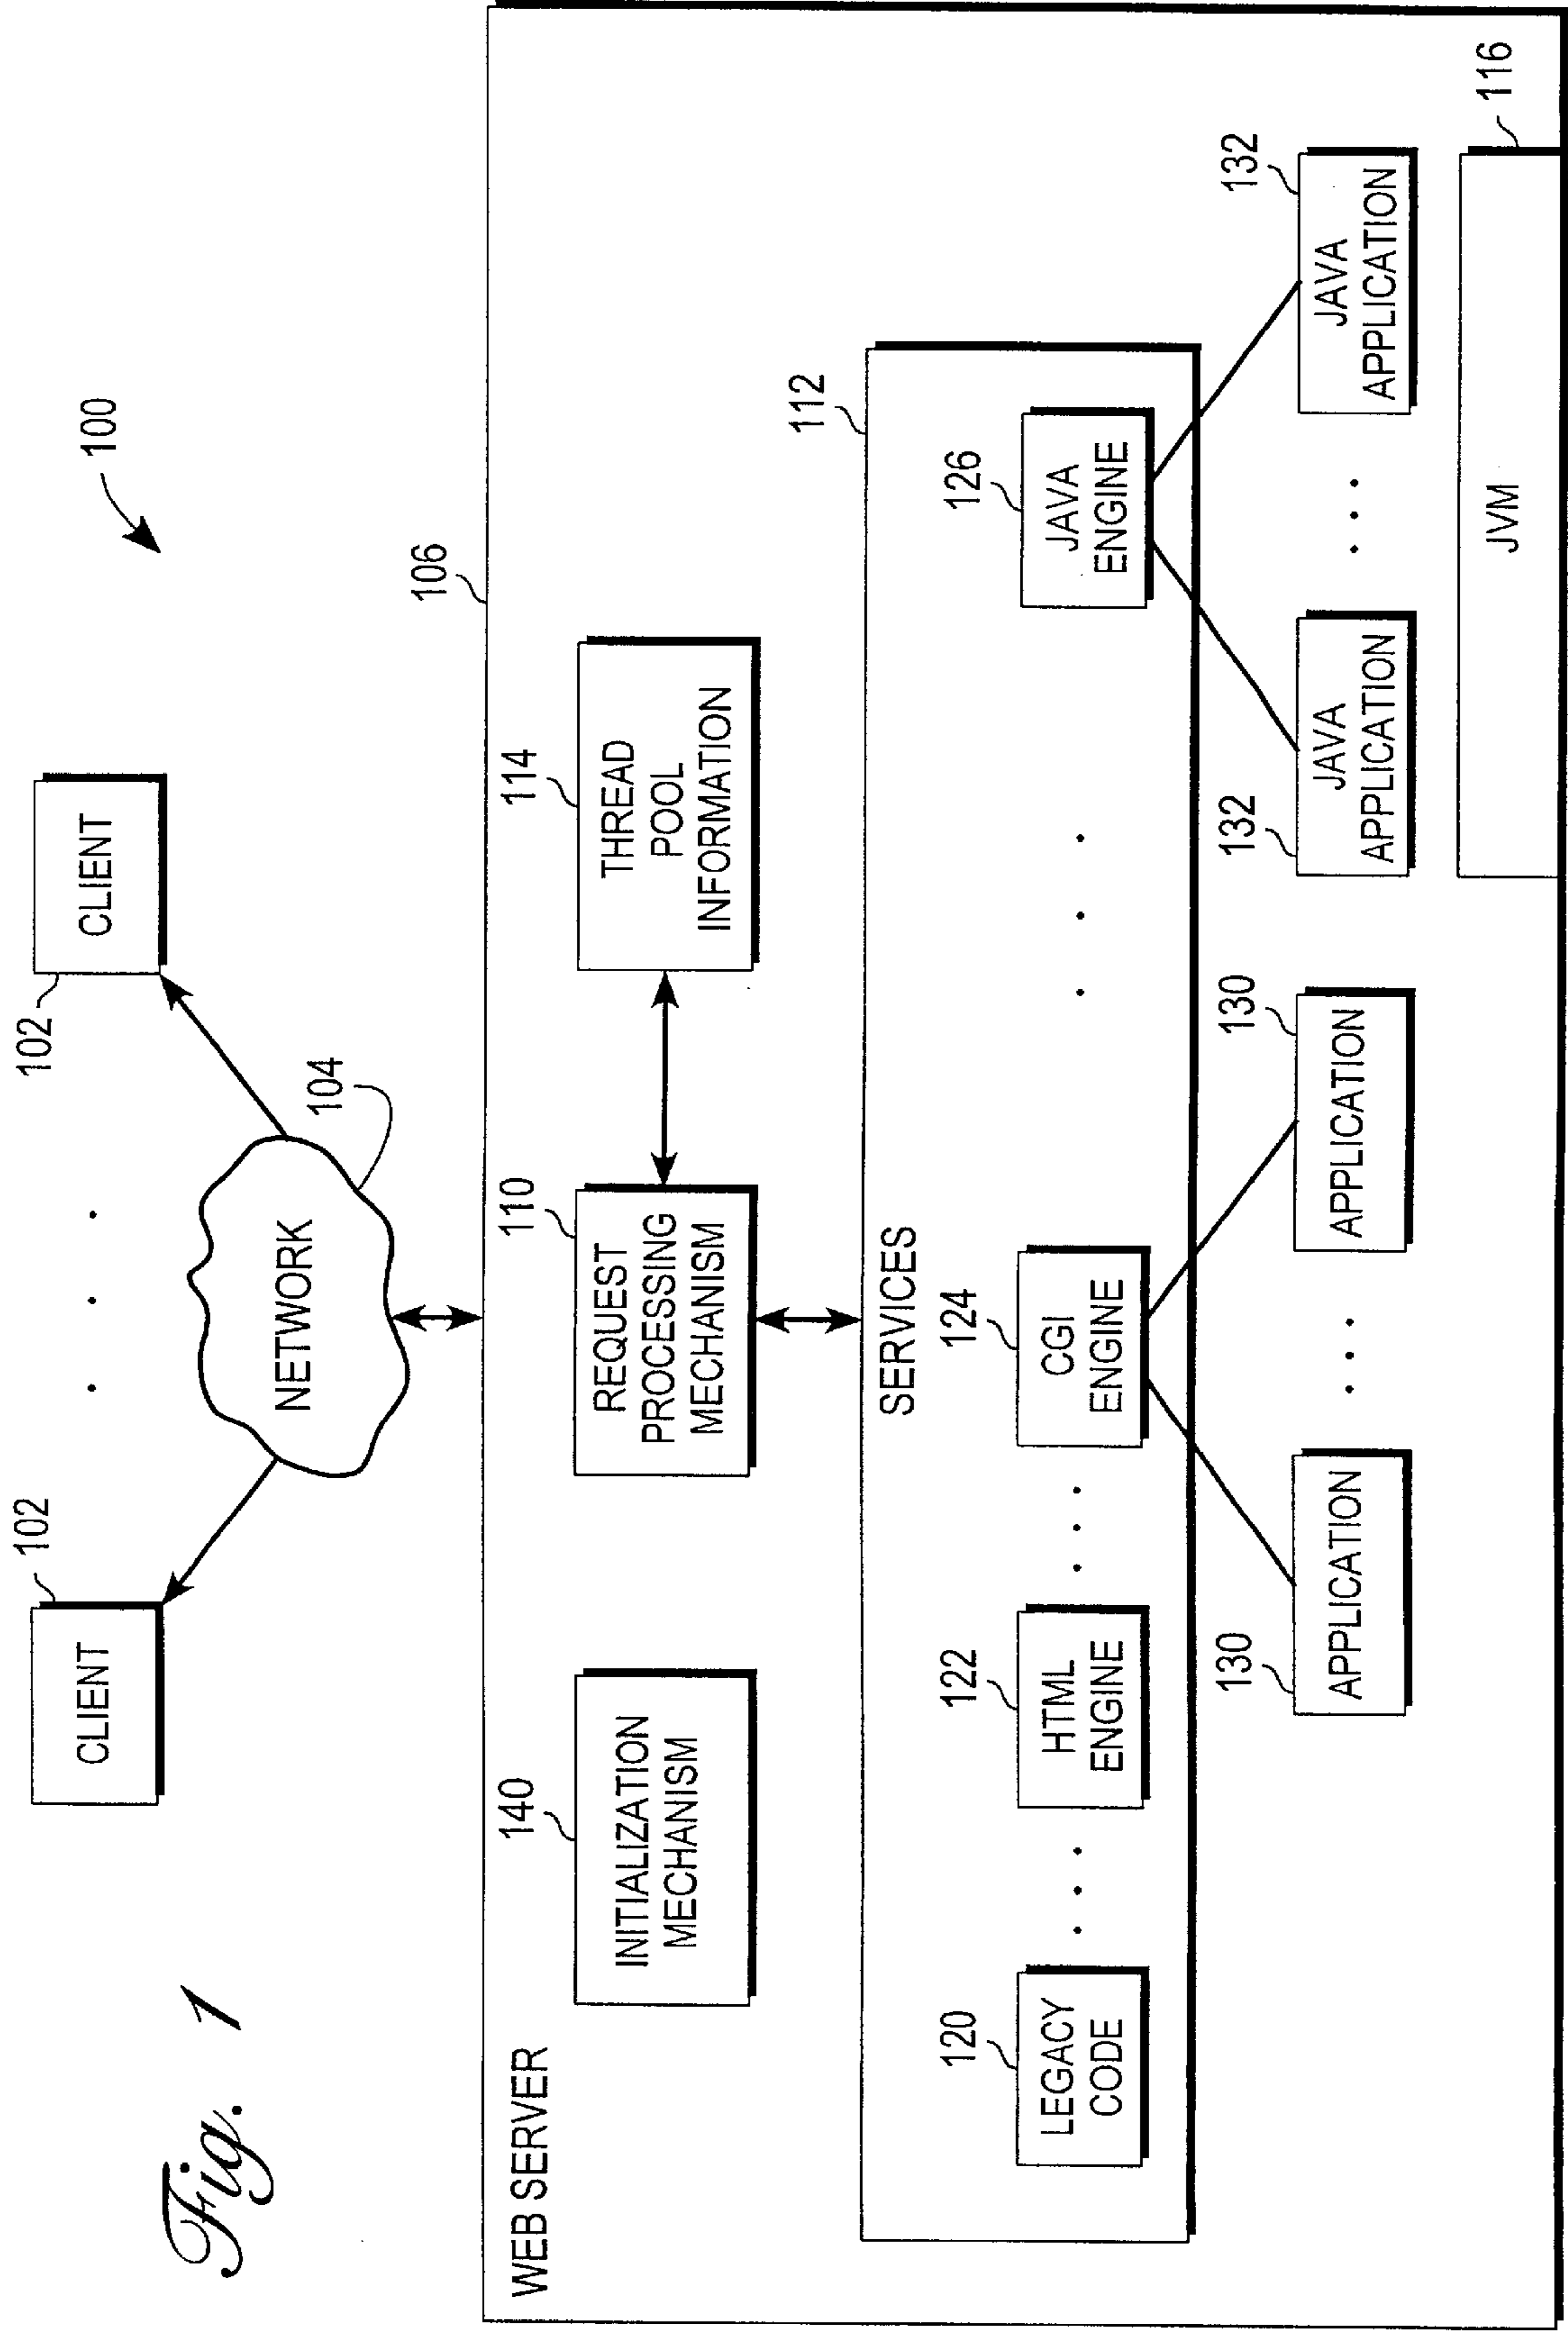 Fig. 1
100
102
CLIENT
. . .
102
CLIENT
NETWORK
104
106
WEB SERVER
140
INITIALIZATION
MECHANISM
110
REQUEST
PROCESSING
MECHANISM
114
THREAD
POOL
INFORMATION
112
SERVICES
120
LEGACY
CODE
. . .
122
HTML
ENGINE
. . .
124
CGI
ENGINE
. . .
126
JAVA
ENGINE
130
APPLICATION
. . .
130
APPLICATION
132
JAVA
APPLICATION
. . .
132
JAVA
APPLICATION
JVM
116